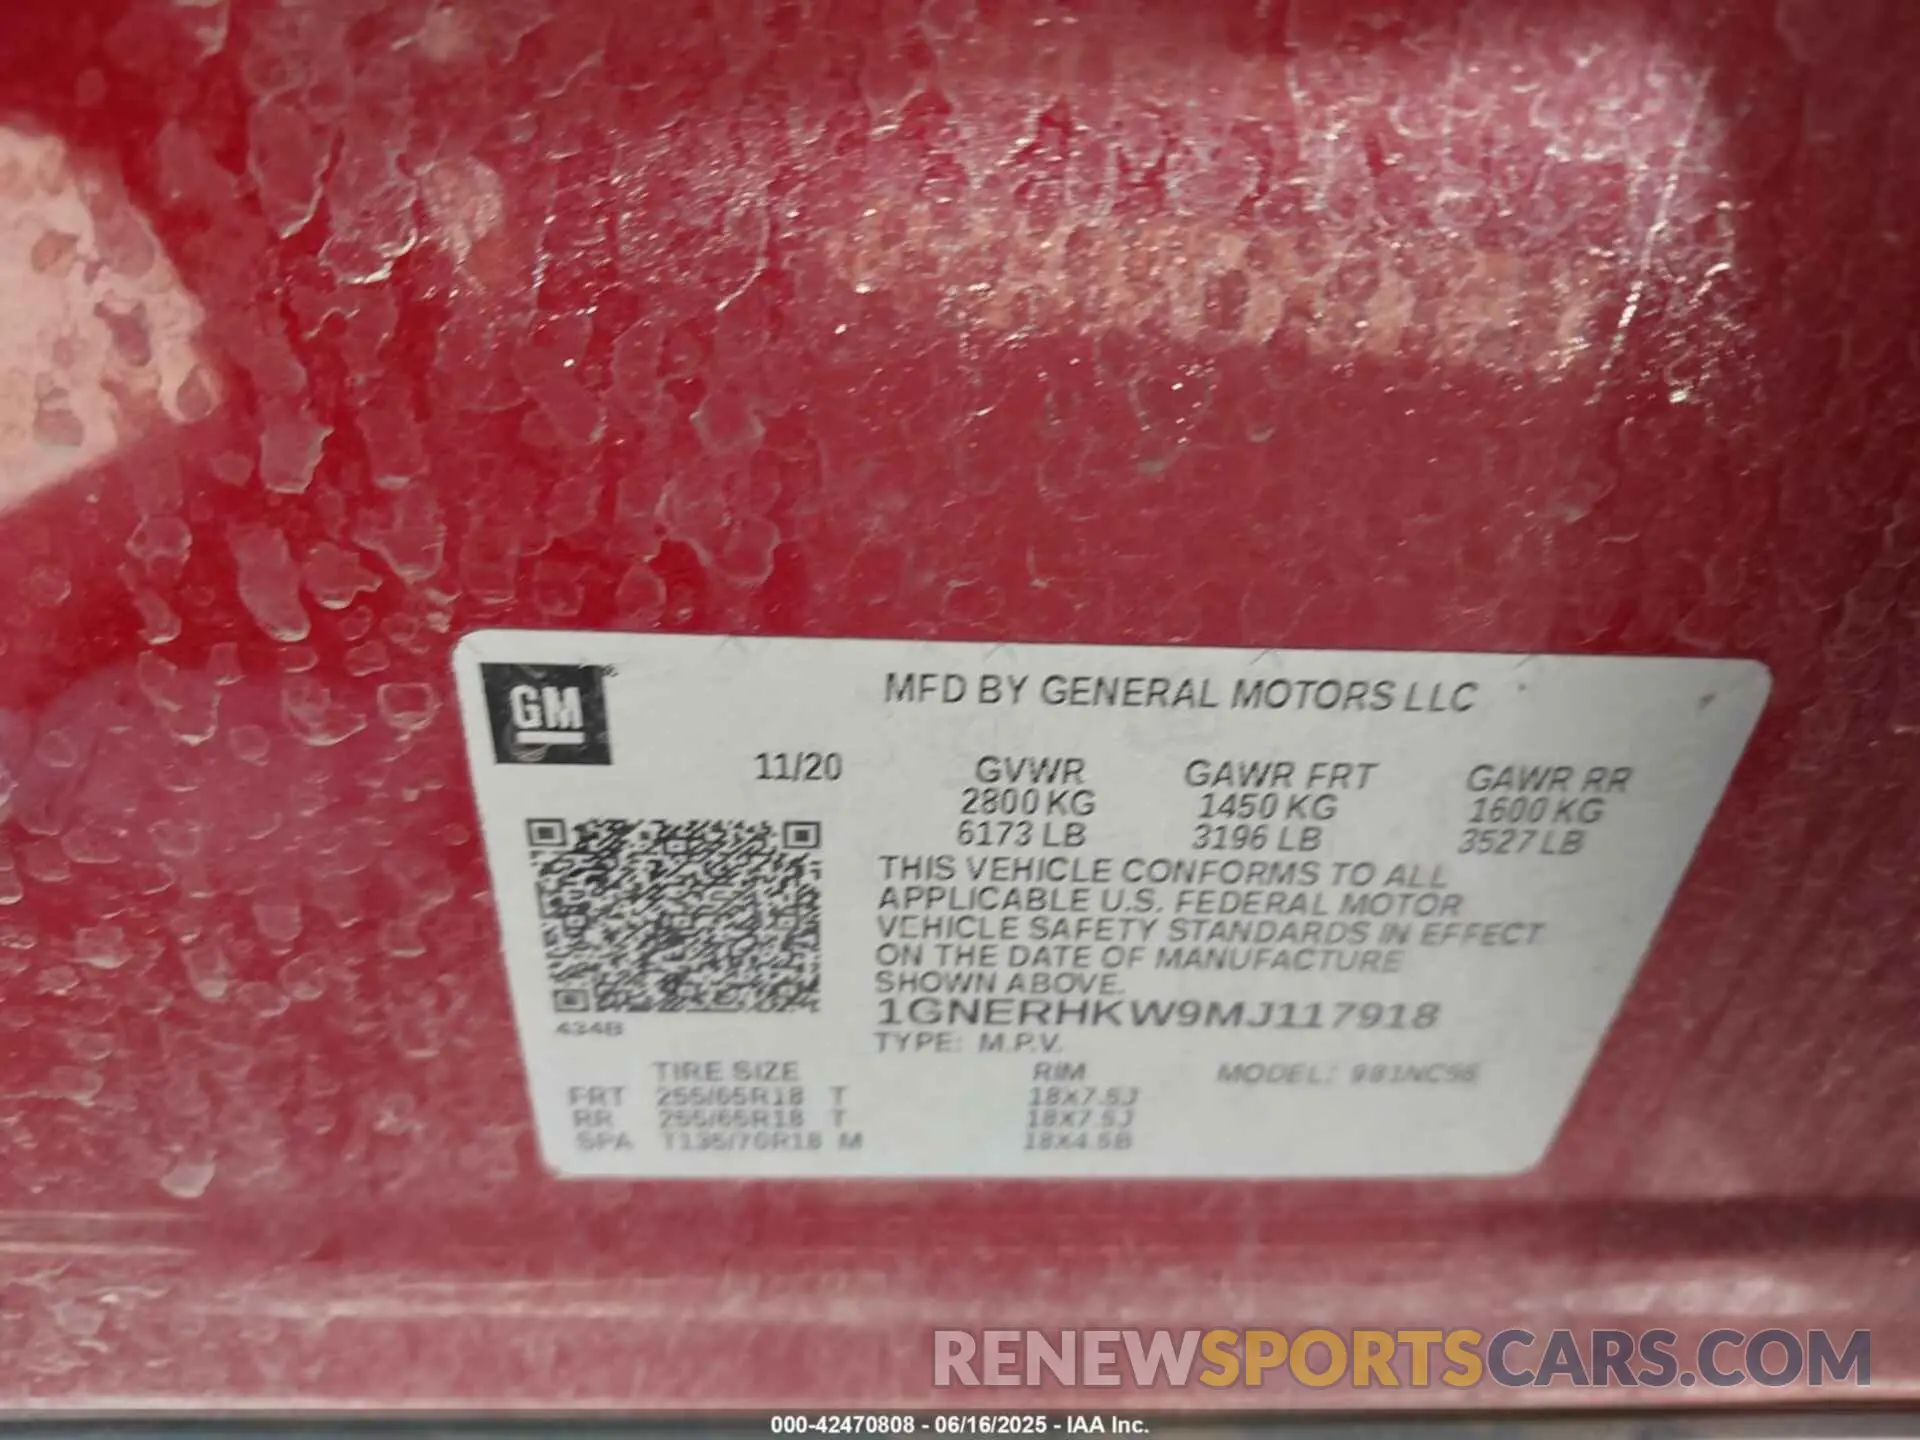 GM
MFD BY GENERAL MOTORS LLC
11/20
GVWR GAWR FRT GAWR RR
2800 KG 1450 KG 1600 KG
6173 LB 3196 LB 3527 LB
THIS VEHICLE CONFORMS TO ALL
APPLICABLE U.S. FEDERAL MOTOR
VEHICLE SAFETY STANDARDS IN EFFECT
ON THE DATE OF MANUFACTURE
SHOWN ABOVE.
434B
1GNERHKW9MJ117918
TYPE: M.P.V.
TIRE SIZE RIM MODEL:
FRT 255/65R18 T 18X7.5J
RR 255/65R18 T 18X7.5J
SPA T135/70R18 M 18X4.5B
RENEWSPORTSCARS.COM
000-42470808 - 06/16/2025 - IAA Inc.